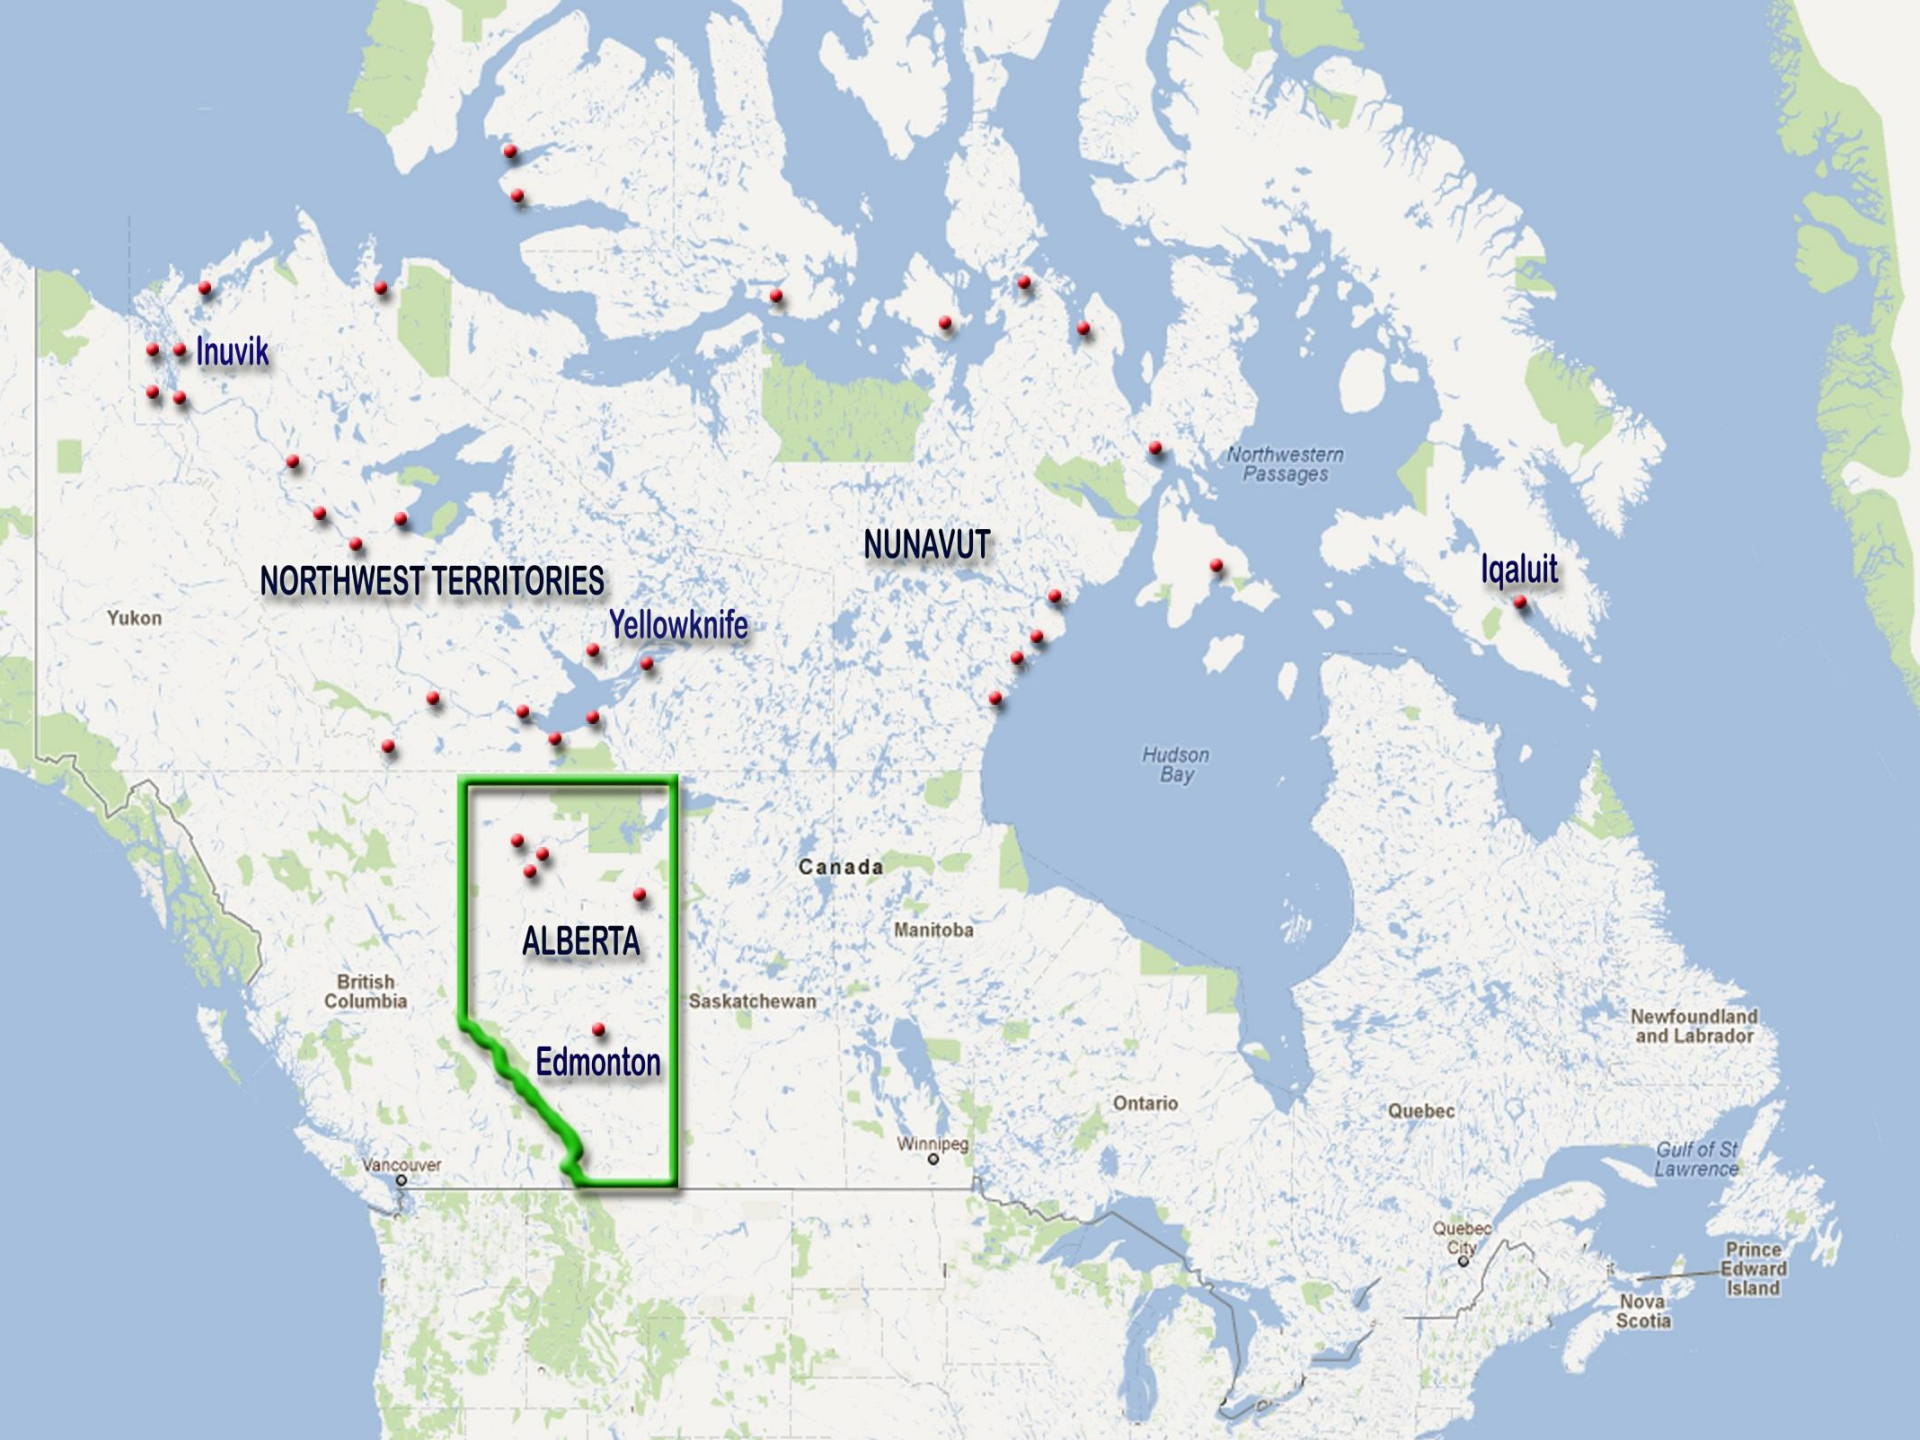 Inuvik
Northwestern
Passages
NUNAVUT
Iqaluit
NORTHWEST TERRITORIES
Yukon
Yellowknife
Hudson
Bay
Canada
Manitoba
ALBERTA
British
Columbia
Saskatchewan
Newfoundland
and Labrador
Edmonton
Ontario
Quebec
Winnipeg
Vancouver
Gulf of St
Lawrence
Quebec
City
Prince
Edward
Island
Nova
Scotia